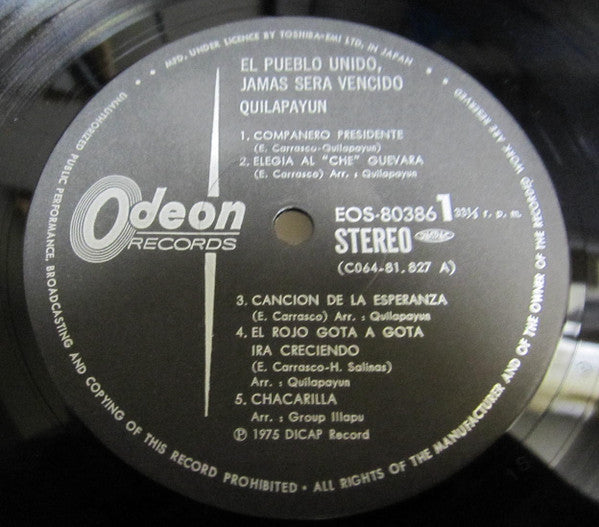 MFD, UNDER LICENCE BY TOSHIBA-EMI LTD, IN JAPAN
EL PUEBLO UNIDO,
JAMAS SERA VENCIDO
QUILAPAYUN
1. COMPANERO PRESIDENTE
(E. Carrasco-Quilapayun)
2. ELEGIA AL "CHE" GUEVARA
(E. Carrasco) Arr. : Quilapayun
Odeon
RECORDS
EOS-80386 1 33⅓ r. p. m.
STEREO
(C064-81. 827 A)
3. CANCION DE LA ESPERANZA
(E. Carrasco) Arr. : Quilapayun
4. EL ROJO GOTA A GOTA
IRA CRECIENDO
(E. Carrasco-H. Salinas)
Arr. : Quilapayun
5. CHACARILLA
Arr. : Group Illapu
Ⓟ 1975 DICAP Record
UNAUTHORIZED PUBLIC PERFORMANCE, BROADCASTING AND COPYING OF THIS RECORD PROHIBITED • ALL RIGHTS OF THE MANUFACTURER AND OF THE OWNER OF THE RECORDED WORK ARE RESERVED